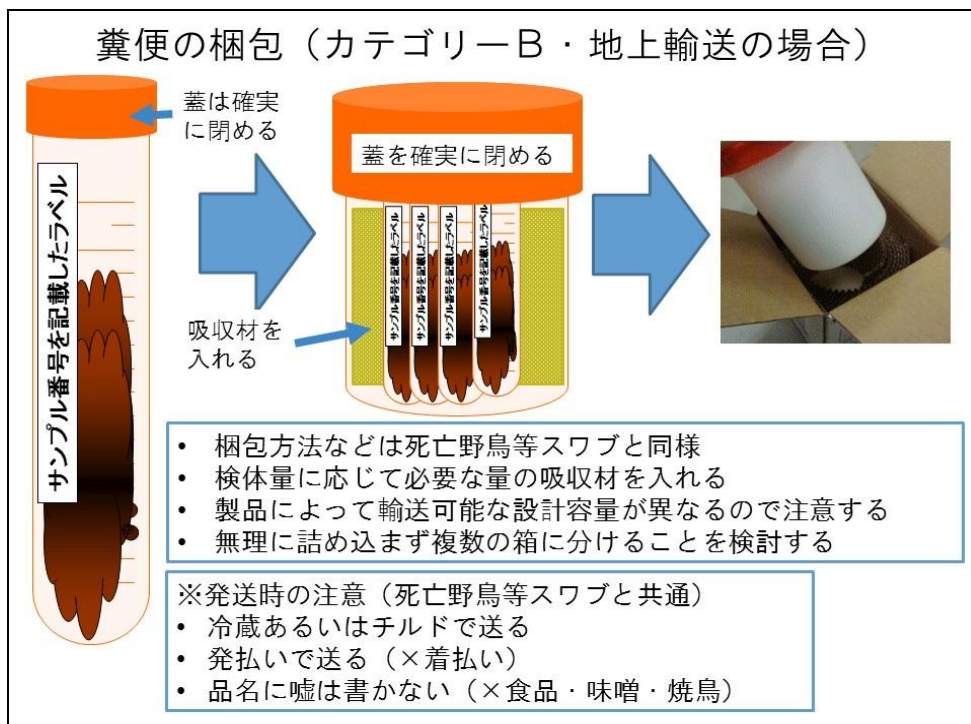 糞便の梱包（カテゴリーB・地上輸送の場合）
蓋は確実
に閉める
サンプル番号を記載したラベル
蓋を確実に閉める
サンプル番号を記載したラベル
サンプル番号を記載したラベル
サンプル番号を記載したラベル
サンプル番号を記載したラベル
吸収材を
入れる
• 梱包方法などは死亡野鳥等スワブと同様
• 検体量に応じて必要な量の吸収材を入れる
• 製品によって輸送可能な設計容量が異なるので注意する
• 無理に詰め込まず複数の箱に分けることを検討する
※発送時の注意（死亡野鳥等スワブと共通）
• 冷蔵あるいはチルドで送る
• 発払いで送る（×着払い）
• 品名に嘘は書かない（×食品・味噌・焼鳥）